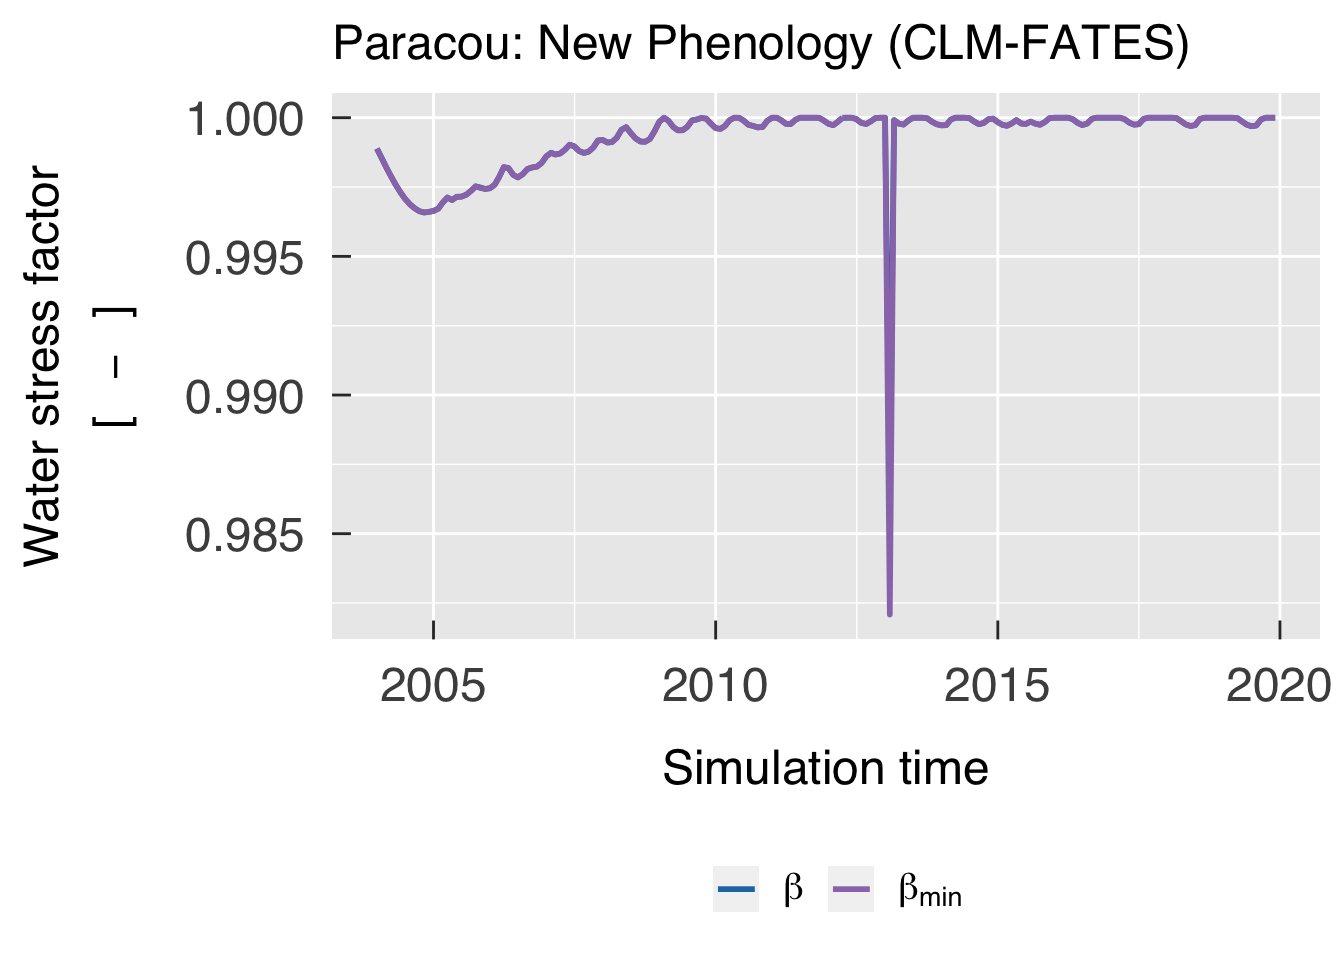 Paracou: New Phenology (CLM-FATES)
Water stress factor
[ − ]
1.000
0.995
0.990
0.985
2005 2010 2015 2020
Simulation time
β βmin